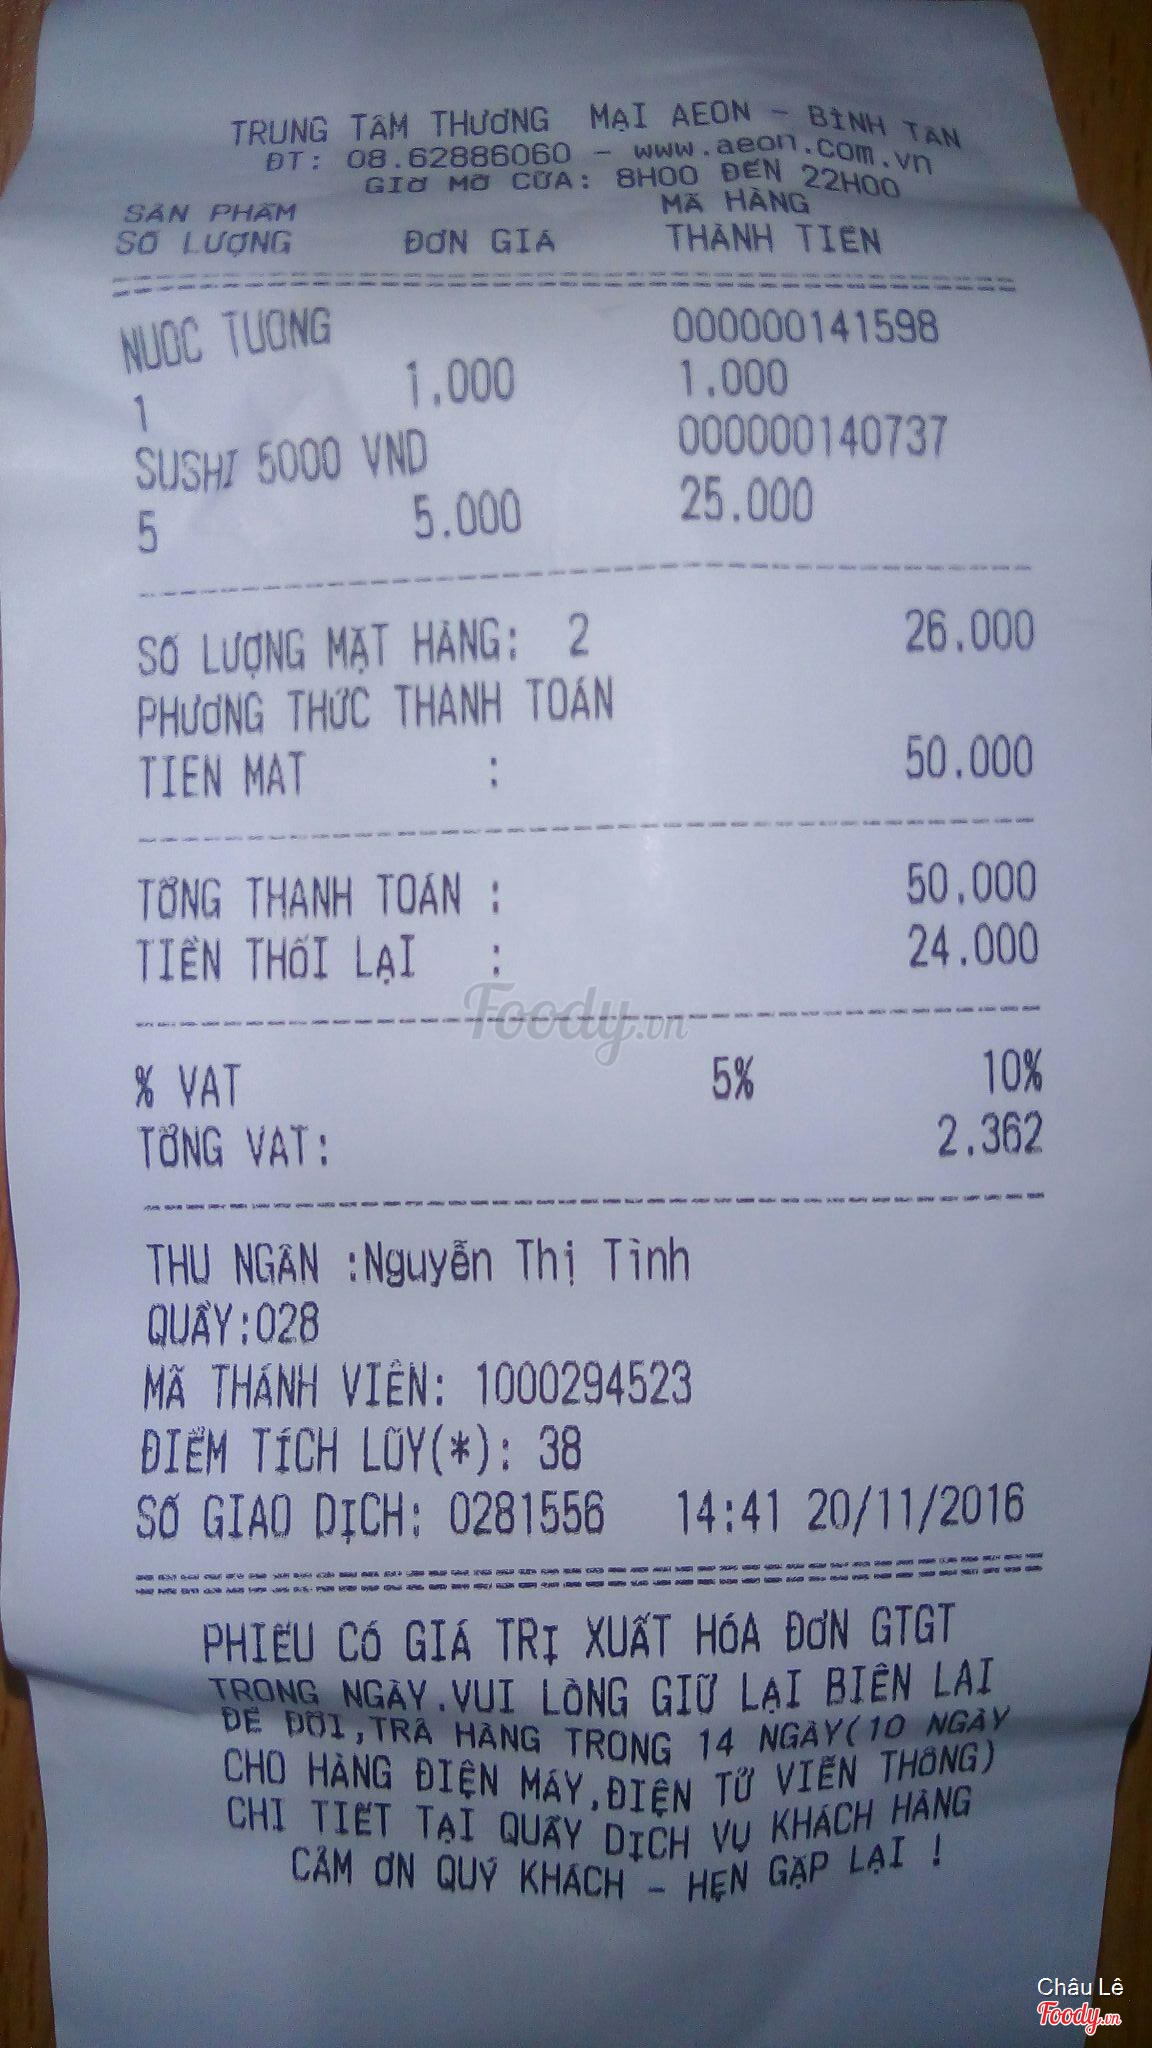 TRUNG TÂM THƯƠNG MẠI AEON - BÌNH TÂN
ĐT: 08.62886060 - www.aeon.com.vn
GIỜ MỞ CỬA: 8H00 ĐẾN 22H00
SẢN PHẨM MÃ HÀNG
SỐ LƯỢNG ĐƠN GIÁ THÀNH TIỀN
NUOC TUONG 000000141598
1 1.000 1.000
SUSHI 5000 VND 000000140737
5 5.000 25.000
SỐ LƯỢNG MẶT HÀNG: 2 26.000
PHƯƠNG THỨC THANH TOÁN
TIEN MAT : 50.000
TỔNG THANH TOÁN : 50.000
TIỀN THỐI LẠI : 24.000
Foody.vn
% VAT 5% 10%
TỔNG VAT: 2.362
THU NGÂN :Nguyễn Thị Tình
QUẦY:028
MÃ THÀNH VIÊN: 1000294523
ĐIỂM TÍCH LŨY(*): 38
SỐ GIAO DỊCH: 0281556 14:41 20/11/2016
PHIẾU CÓ GIÁ TRỊ XUẤT HÓA ĐƠN GTGT
TRONG NGÀY.VUI LÒNG GIỮ LẠI BIÊN LAI
ĐỂ ĐỔI,TRẢ HÀNG TRONG 14 NGÀY(10 NGÀY
CHO HÀNG ĐIỆN MÁY,ĐIỆN TỬ VIỄN THÔNG)
CHI TIẾT TẠI QUẦY DỊCH VỤ KHÁCH HÀNG
CẢM ƠN QUÝ KHÁCH - HẸN GẶP LẠI !
Châu Lê
Foody.vn